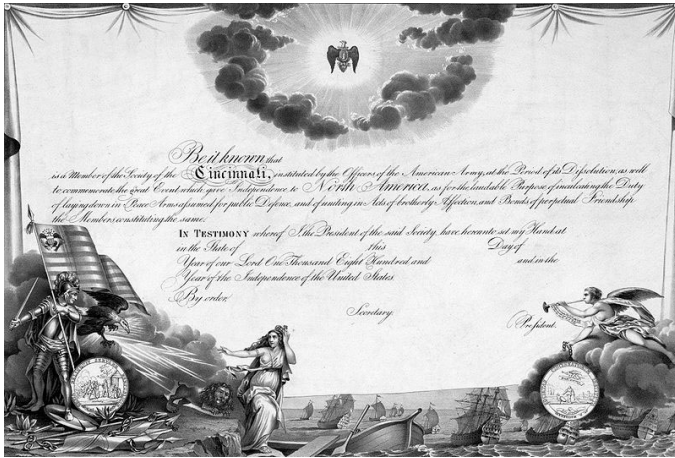 Be it known that
is a Member of the Society of the Cincinnati, instituted by the Officers of the American Army, at the Period of its Dissolution, as well
to commemorate the great Event which gave Independence to North America, as for the laudable Purpose of inculcating the Duty
of laying down in Peace Arms assumed for public Defence, and of uniting in Acts of brotherly Affection, and Bonds of perpetual Friendship
the Members constituting the same.
IN TESTIMONY whereof I, the President of the said Society, have hereunto set my Hand at
in the State of this Day of
Year of our Lord One Thousand Eight Hundred and and in the
Year of the Independence of the United States.
By order,
Secretary. President.